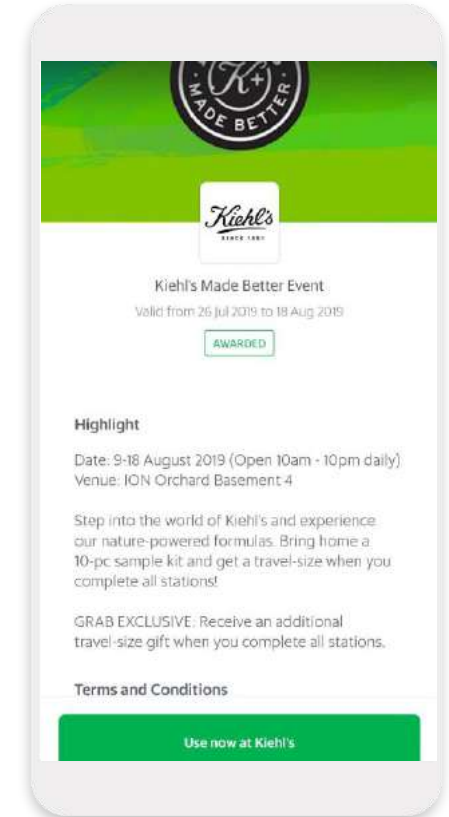 K+
MADE BETTER
Kiehl's
SINCE 1851
Kiehl's Made Better Event
Valid from 26 Jul 2019 to 18 Aug 2019
AWARDED
Highlight
Date: 9-18 August 2019 (Open 10am - 10pm daily)
Venue: ION Orchard Basement 4
Step into the world of Kiehl's and experience
our nature-powered formulas. Bring home a
10-pc sample kit and get a travel-size when you
complete all stations!
GRAB EXCLUSIVE: Receive an additional
travel-size gift when you complete all stations.
Terms and Conditions
Use now at Kiehl's